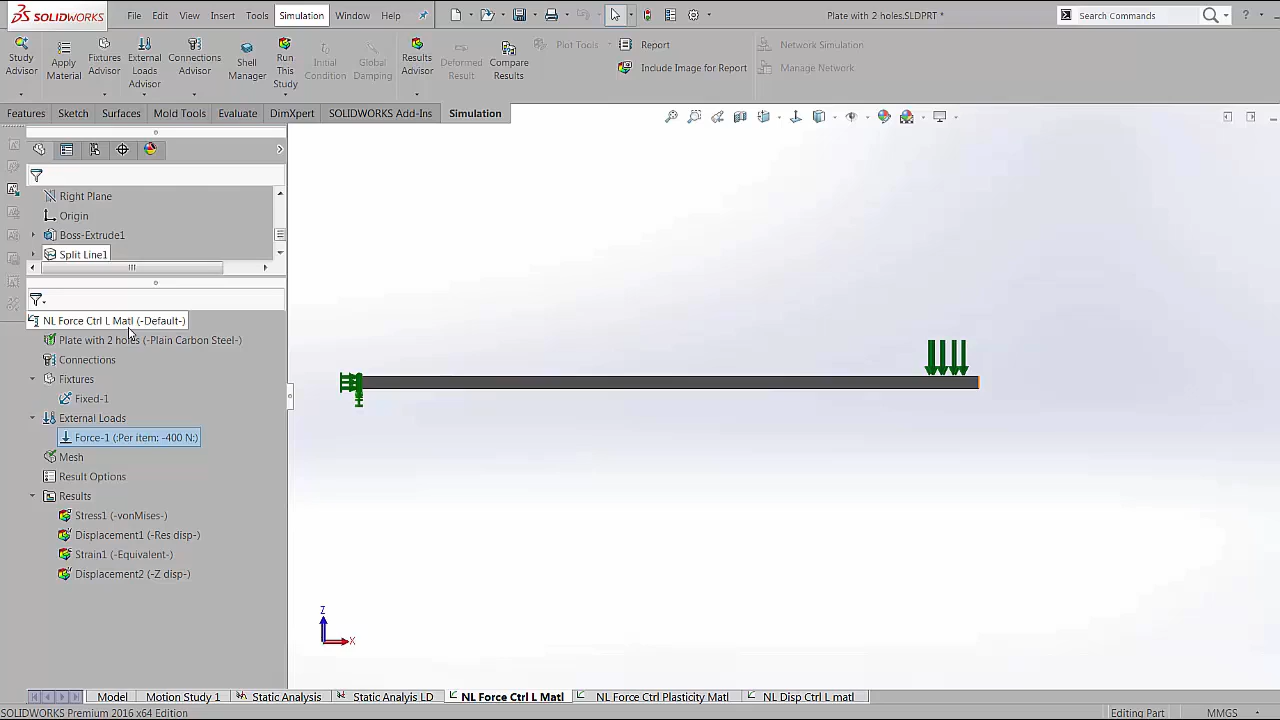 SOLIDWORKS File Edit View Insert Tools Simulation Window Help Plate with 2 holes.SLDPRT * Search Commands
Study Advisor
Apply Material
Fixtures Advisor
External Loads Advisor
Connections Advisor
Shell Manager
Run This Study
Initial Condition
Global Damping
Results Advisor
Deformed Result
Compare Results
Plot Tools
Report
Include Image for Report
Network Simulation
Manage Network
Features Sketch Surfaces Mold Tools Evaluate DimXpert SOLIDWORKS Add-Ins Simulation
Right Plane
Origin
Boss-Extrude1
Split Line1
NL Force Ctrl L Matl (-Default-)
Plate with 2 holes (-Plain Carbon Steel-)
Connections
Fixtures
Fixed-1
External Loads
Force-1 (:Per item: -400 N:)
Mesh
Result Options
Results
Stress1 (-vonMises-)
Displacement1 (-Res disp-)
Strain1 (-Equivalent-)
Displacement2 (-Z disp-)
Z
X
Model Motion Study 1 Static Analysis Static Analysis LD NL Force Ctrl L Matl NL Force Ctrl Plasticity Matl NL Disp Ctrl L matl
SOLIDWORKS Premium 2016 x64 Edition Editing Part MMGS